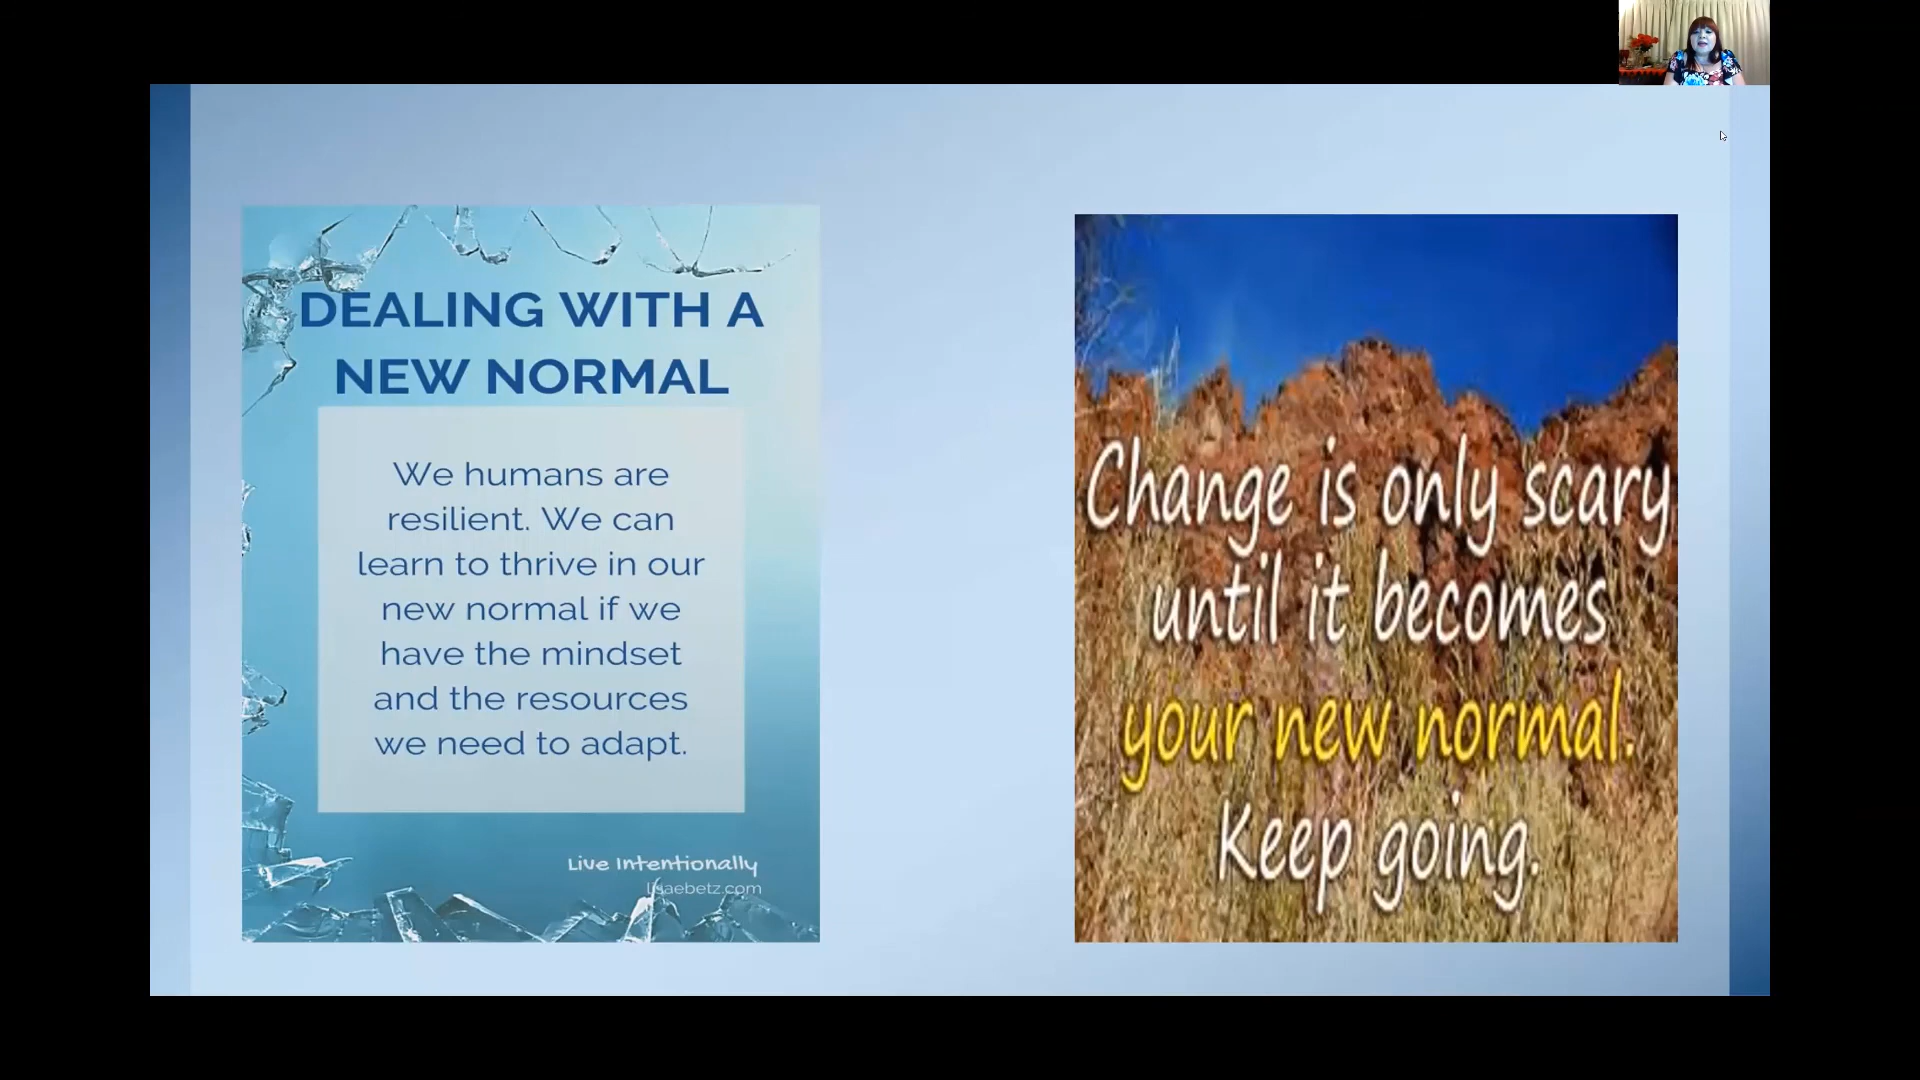 DEALING WITH A
NEW NORMAL
We humans are
resilient. We can
learn to thrive in our
new normal if we
have the mindset
and the resources
we need to adapt.
Live Intentionally
lisaebetz.com
Change is only scary
until it becomes
your new normal.
Keep going.